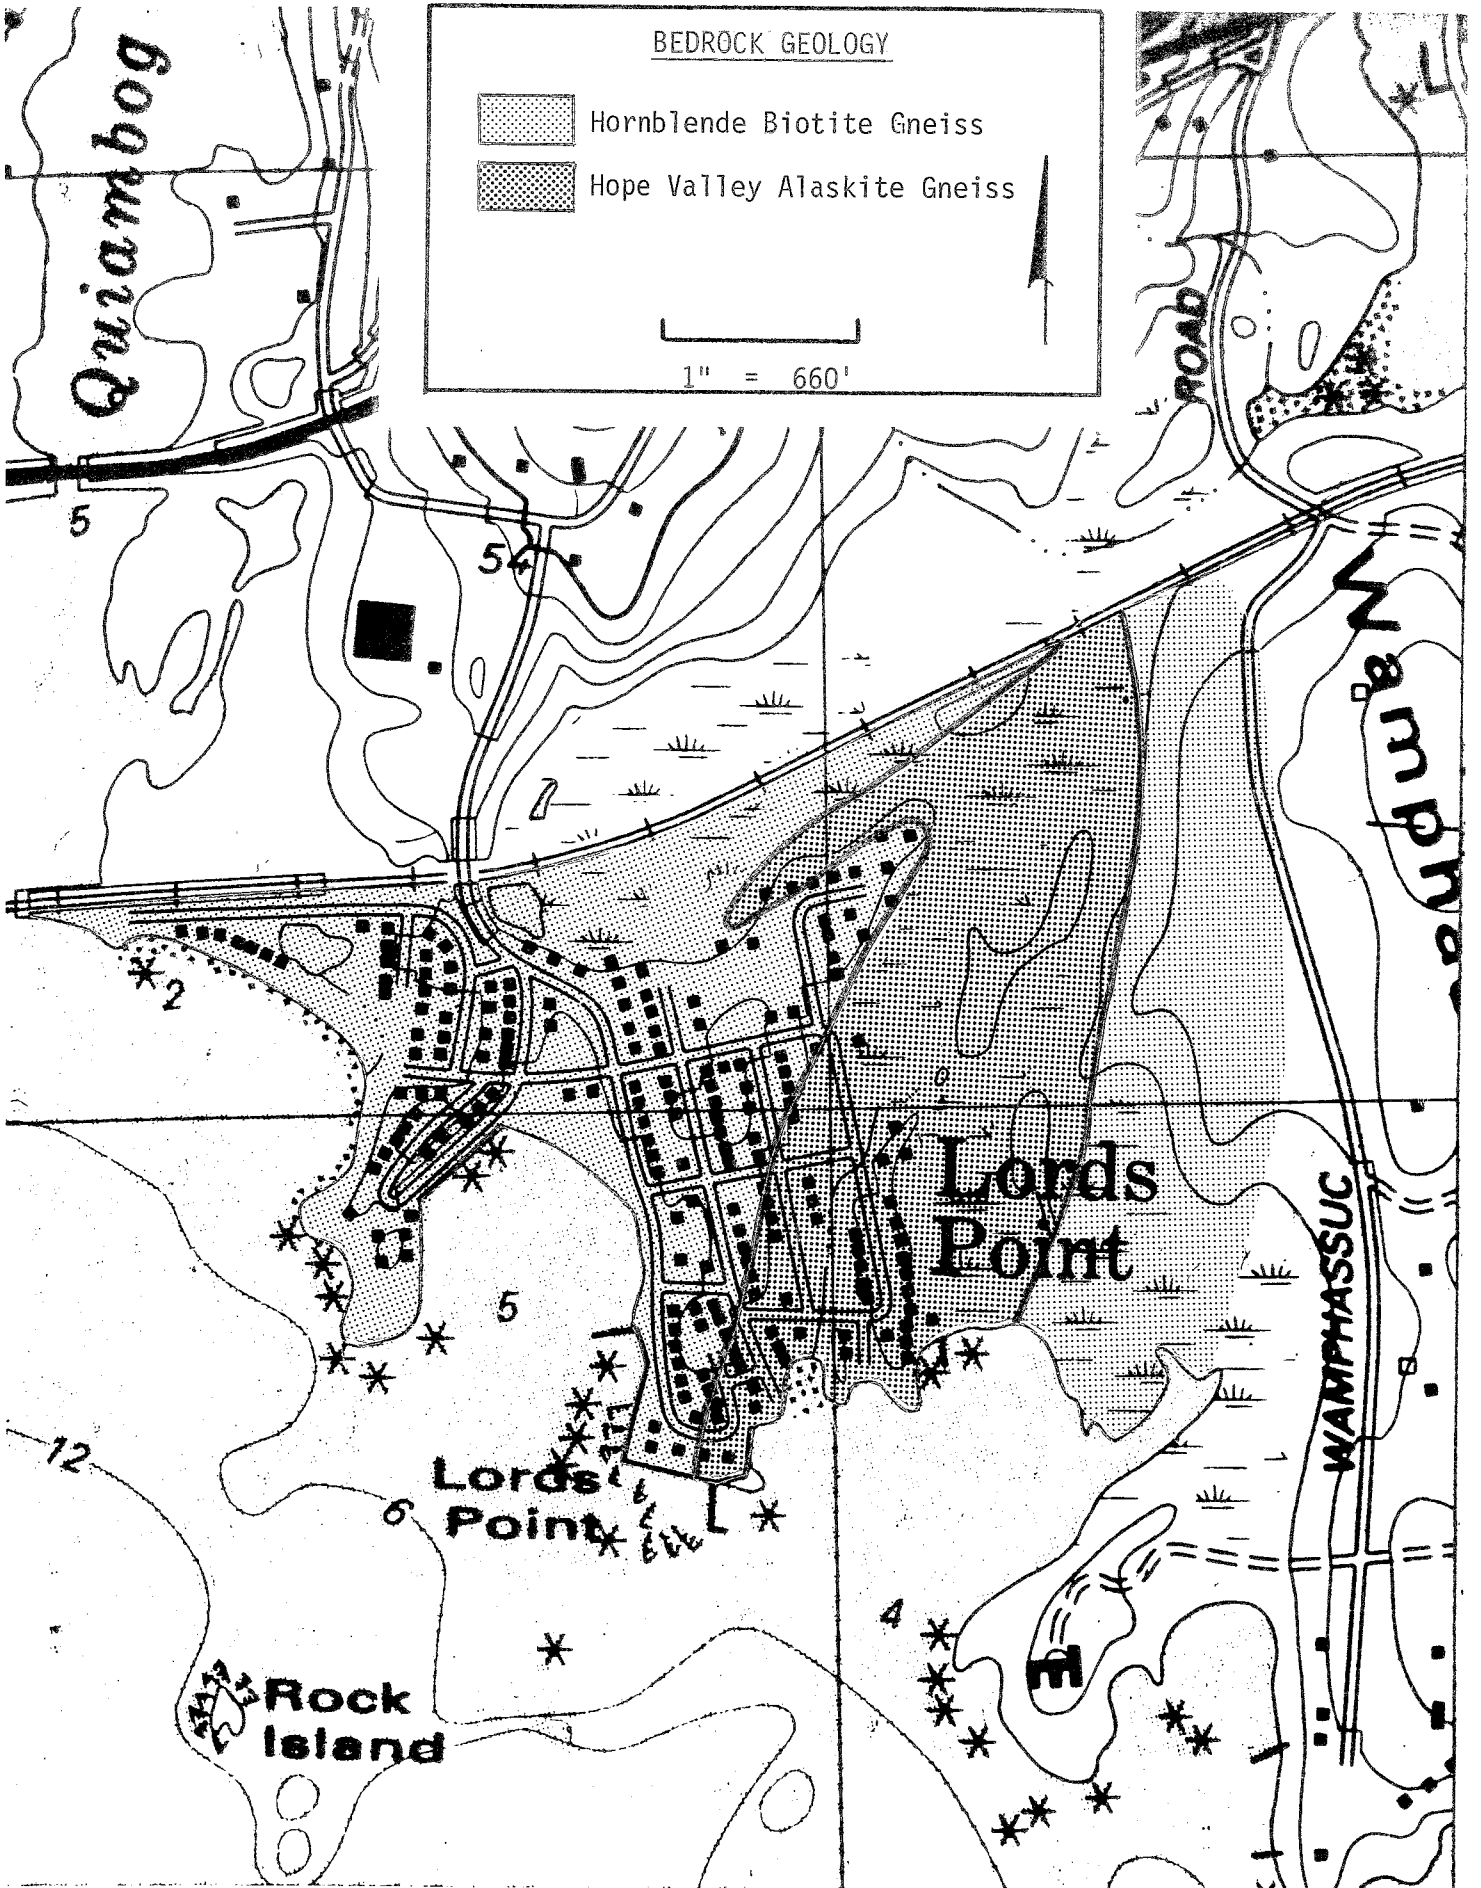 BEDROCK GEOLOGY
Hornblende Biotite Gneiss
Hope Valley Alaskite Gneiss
1" = 660'
Quiambog
ROAD
5
54
Wampha
2
Lords
Point
WAMPHASSUC
5
12
6
Lords
Point
4
Rock
Island